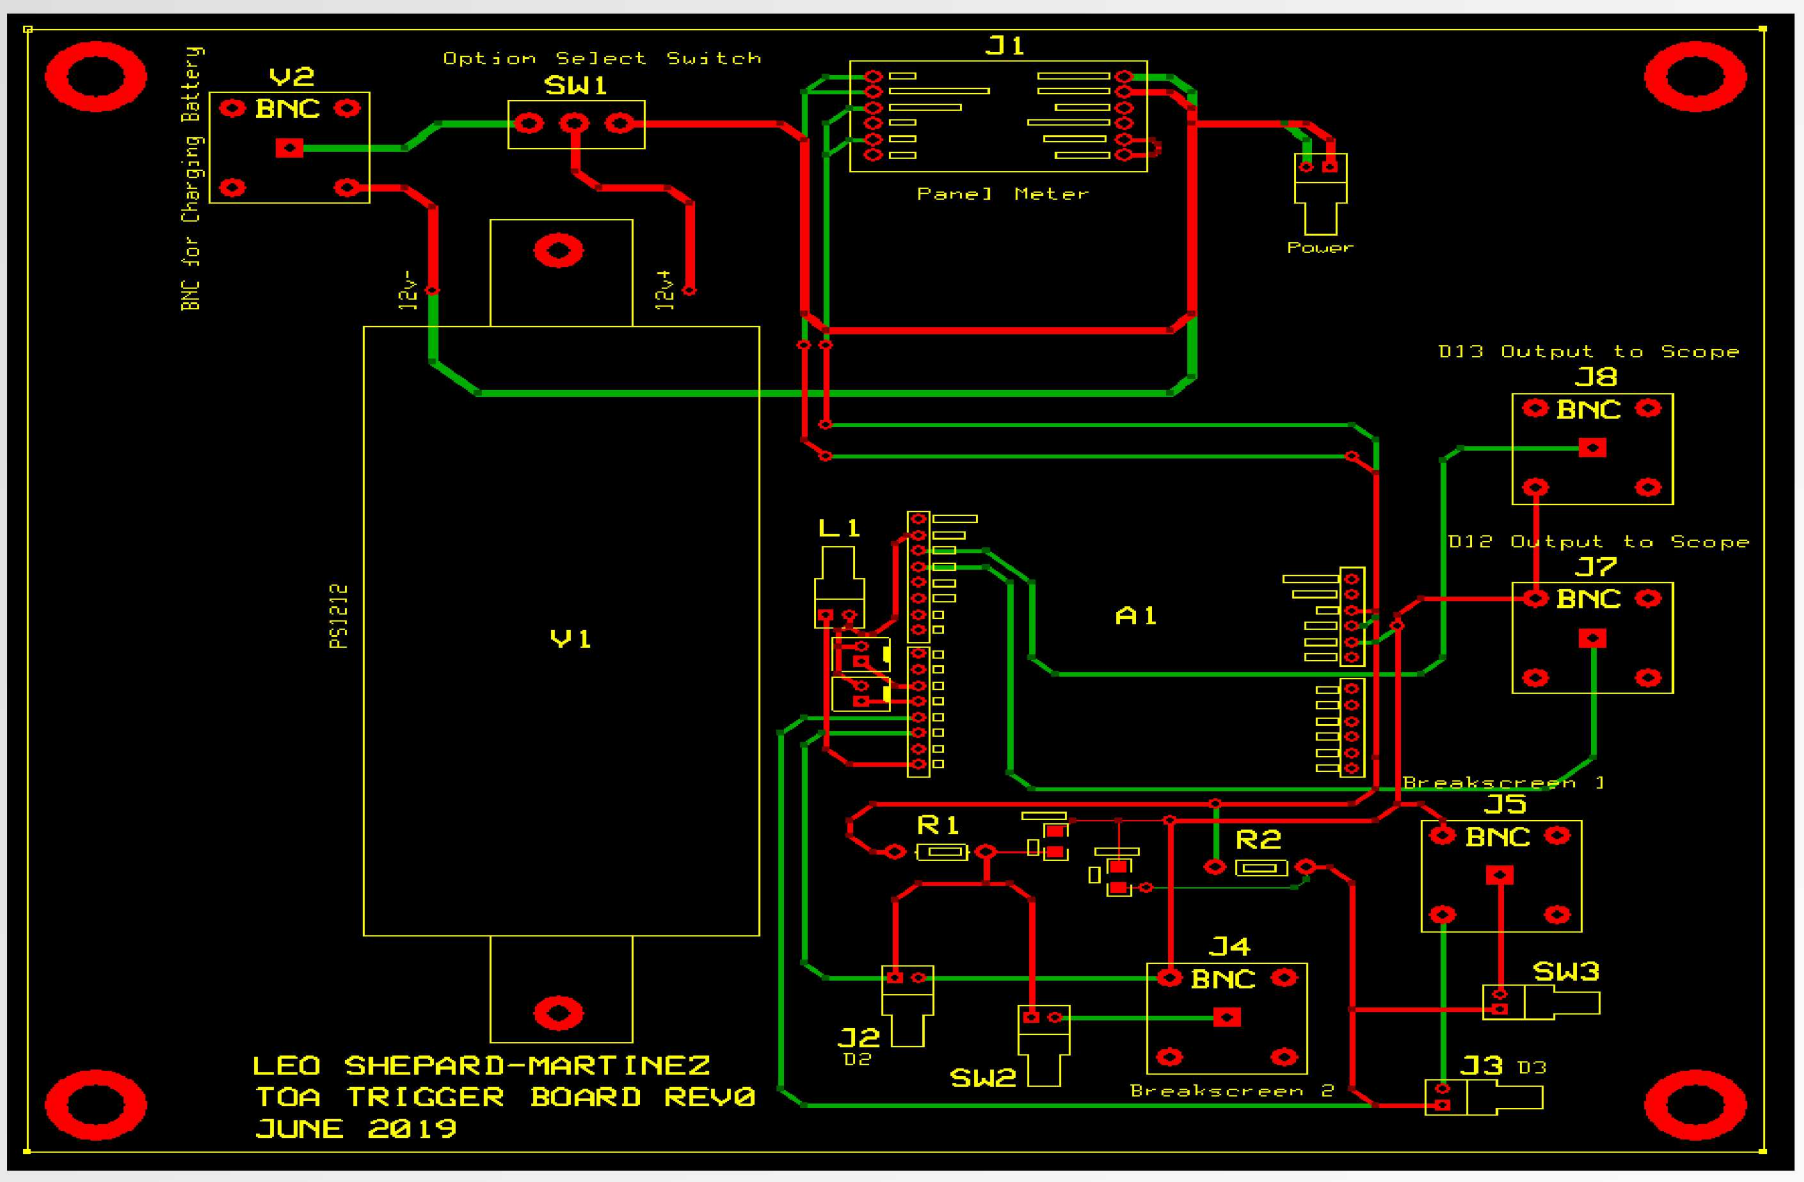 J1
Option Select Switch
V2
SW1
BNC
BNC for Charging Battery
Panel Meter
Power
12v-
12v+
D13 Output to Scope
J8
BNC
L1
D12 Output to Scope
J7
BNC
PS1212
V1
A1
Breakscreen 1
J5
R1
R2
BNC
J4
BNC
SW3
J2
D2
SW2
J3 D3
Breakscreen 2
LEO SHEPARD-MARTINEZ
TOA TRIGGER BOARD REV0
JUNE 2019